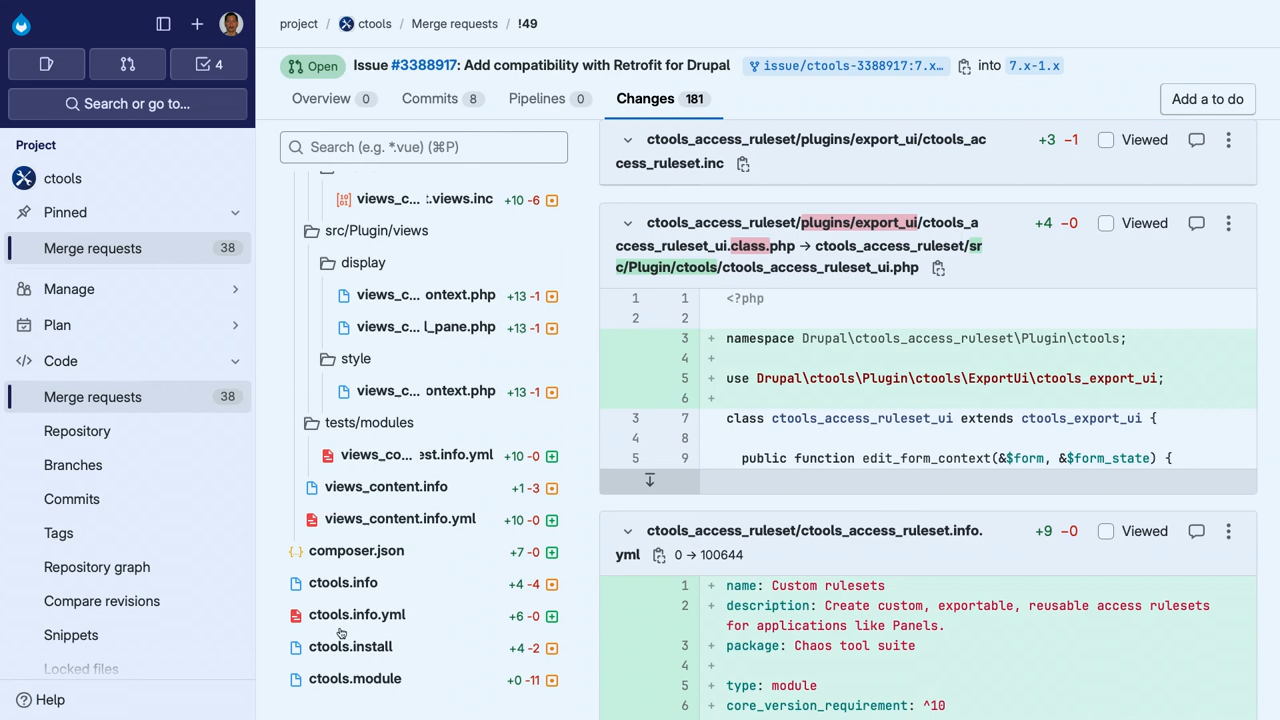 4
Search or go to...
Project
ctools
Pinned
Merge requests 38
Manage
Plan
Code
Merge requests 38
Repository
Branches
Commits
Tags
Repository graph
Compare revisions
Snippets
Locked files
Help
project / ctools / Merge requests / !49
Open Issue #3388917: Add compatibility with Retrofit for Drupal issue/ctools-3388917:7.x… into 7.x-1.x
Overview 0 Commits 8 Pipelines 0 Changes 181 Add a to do
Search (e.g. *.vue) (⌘P)
views_c... :.views.inc +10 -6
src/Plugin/views
display
views_c... ontext.php +13 -1
views_c... l_pane.php +13 -1
style
views_c... ontext.php +13 -1
tests/modules
views_co... est.info.yml +10 -0
views_content.info +1 -3
views_content.info.yml +10 -0
composer.json +7 -0
ctools.info +4 -4
ctools.info.yml +6 -0
ctools.install +4 -2
ctools.module +0 -11
ctools_access_ruleset/plugins/export_ui/ctools_ac
cess_ruleset.inc
+3 −1 Viewed
ctools_access_ruleset/plugins/export_ui/ctools_a
ccess_ruleset_ui.class.php → ctools_access_ruleset/sr
c/Plugin/ctools/ctools_access_ruleset_ui.php
+4 −0 Viewed
1 1 <?php
2 2
3 + namespace Drupal\ctools_access_ruleset\Plugin\ctools;
4 +
5 + use Drupal\ctools\Plugin\ctools\ExportUi\ctools_export_ui;
6 +
3 7 class ctools_access_ruleset_ui extends ctools_export_ui {
4 8
5 9 public function edit_form_context(&$form, &$form_state) {
ctools_access_ruleset/ctools_access_ruleset.info.
yml 0 → 100644
+9 −0 Viewed
1 + name: Custom rulesets
2 + description: Create custom, exportable, reusable access rulesets
for applications like Panels.
3 + package: Chaos tool suite
4 +
5 + type: module
6 + core_version_requirement: ^10